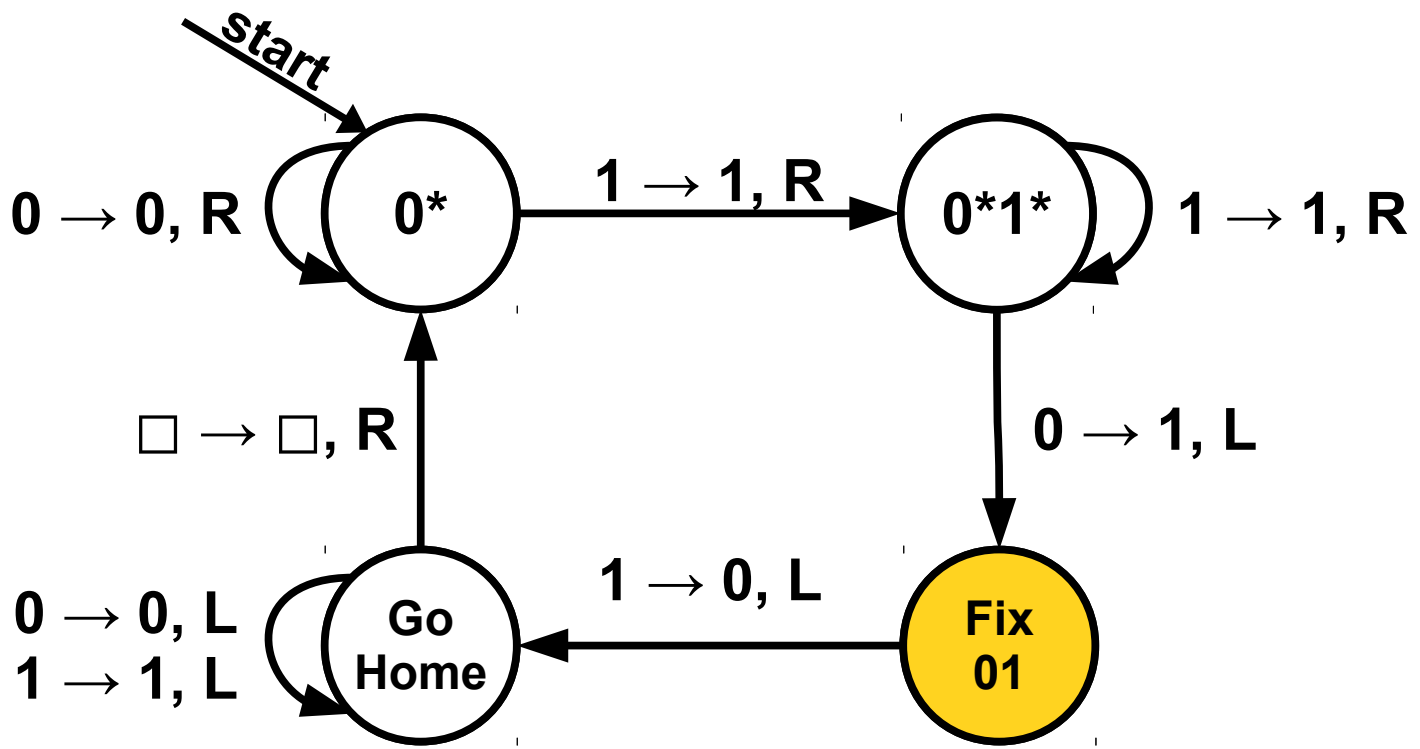 start
0 → 0, R
0*
1 → 1, R
0*1*
1 → 1, R
□ → □, R
0 → 1, L
0 → 0, L
1 → 1, L
Go
Home
1 → 0, L
Fix
01